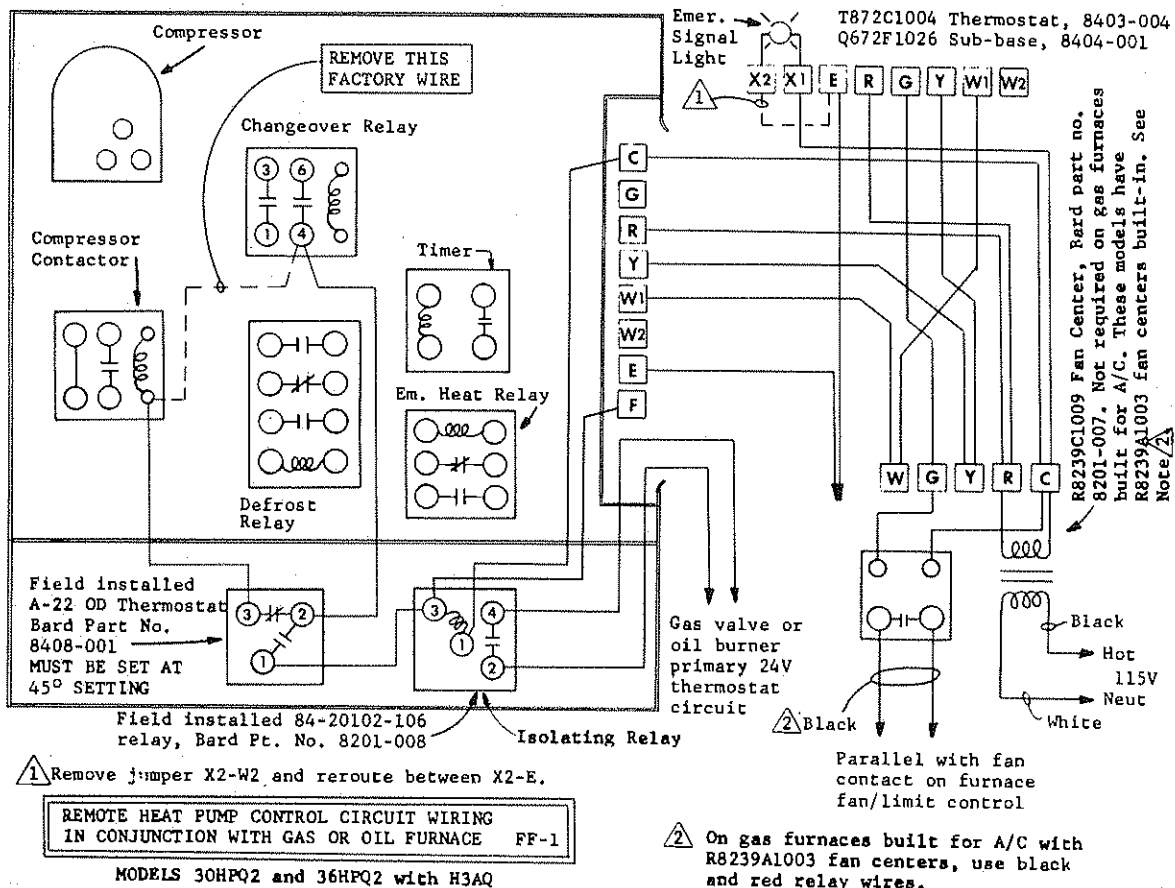 Compressor
REMOVE THIS
FACTORY WIRE
Emer.
Signal
Light
T872C1004 Thermostat, 8403-004
Q672F1026 Sub-base, 8404-001
X2 X1 E R G Y W1 W2
1
Changeover Relay
3 6
1 4
Compressor
Contactor
Timer
C
G
R
Y
W1
W2
E
F
Em. Heat Relay
Defrost
Relay
R8239C1009 Fan Center, Bard part no.
8201-007. Not required on gas furnaces
built for A/C. These models have
R8239A1003 fan centers built-in. See
Note 2
W G Y R C
Field installed
A-22 OD Thermostat
Bard Part No.
8408-001
MUST BE SET AT
45° SETTING
3 2
1
3 4
1
2
Gas valve or
oil burner
primary 24V
thermostat
circuit
Black
Hot
115V
Neut
White
2 Black
Field installed 84-20102-106
relay, Bard Pt. No. 8201-008
Isolating Relay
Parallel with fan
contact on furnace
fan/limit control
1 Remove jumper X2-W2 and reroute between X2-E.
REMOTE HEAT PUMP CONTROL CIRCUIT WIRING
IN CONJUNCTION WITH GAS OR OIL FURNACE FF-1
MODELS 30HPQ2 and 36HPQ2 with H3AQ
2 On gas furnaces built for A/C with
R8239A1003 fan centers, use black
and red relay wires.